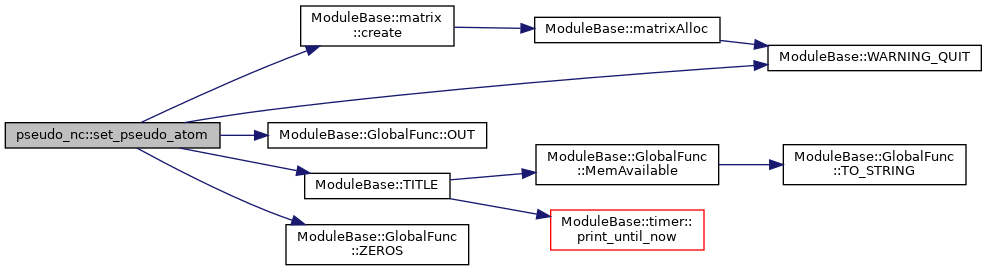 ModuleBase::matrix
::create
ModuleBase::matrixAlloc
ModuleBase::WARNING_QUIT
pseudo_nc::set_pseudo_atom
ModuleBase::GlobalFunc::OUT
ModuleBase::GlobalFunc
::MemAvailable
ModuleBase::GlobalFunc
::TO_STRING
ModuleBase::TITLE
ModuleBase::timer::
print_until_now
ModuleBase::GlobalFunc
::ZEROS